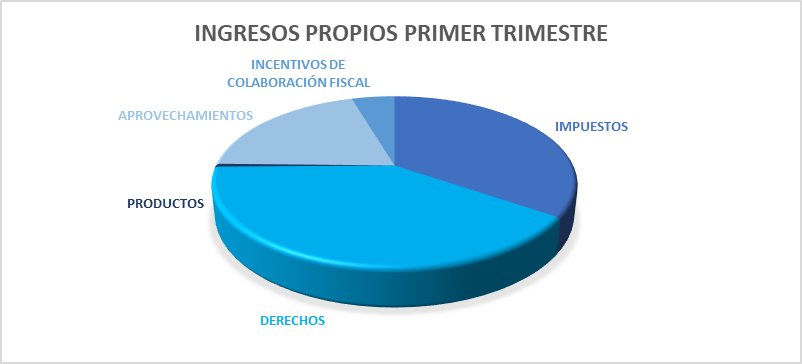 INGRESOS PROPIOS PRIMER TRIMESTRE
INCENTIVOS DE
COLABORACIÓN FISCAL
APROVECHAMIENTOS
IMPUESTOS
PRODUCTOS
DERECHOS